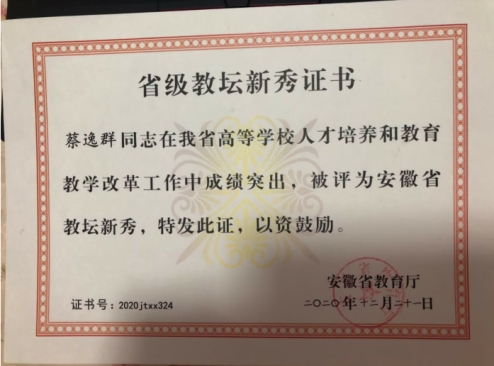 省级教坛新秀证书
蔡逸群同志在我省高等学校人才培养和教育
教学改革工作中成绩突出，被评为安徽省
教坛新秀，特发此证，以资鼓励。
安徽省教育厅
证书号：2020jtxx324
二〇二〇年十二月二十一日